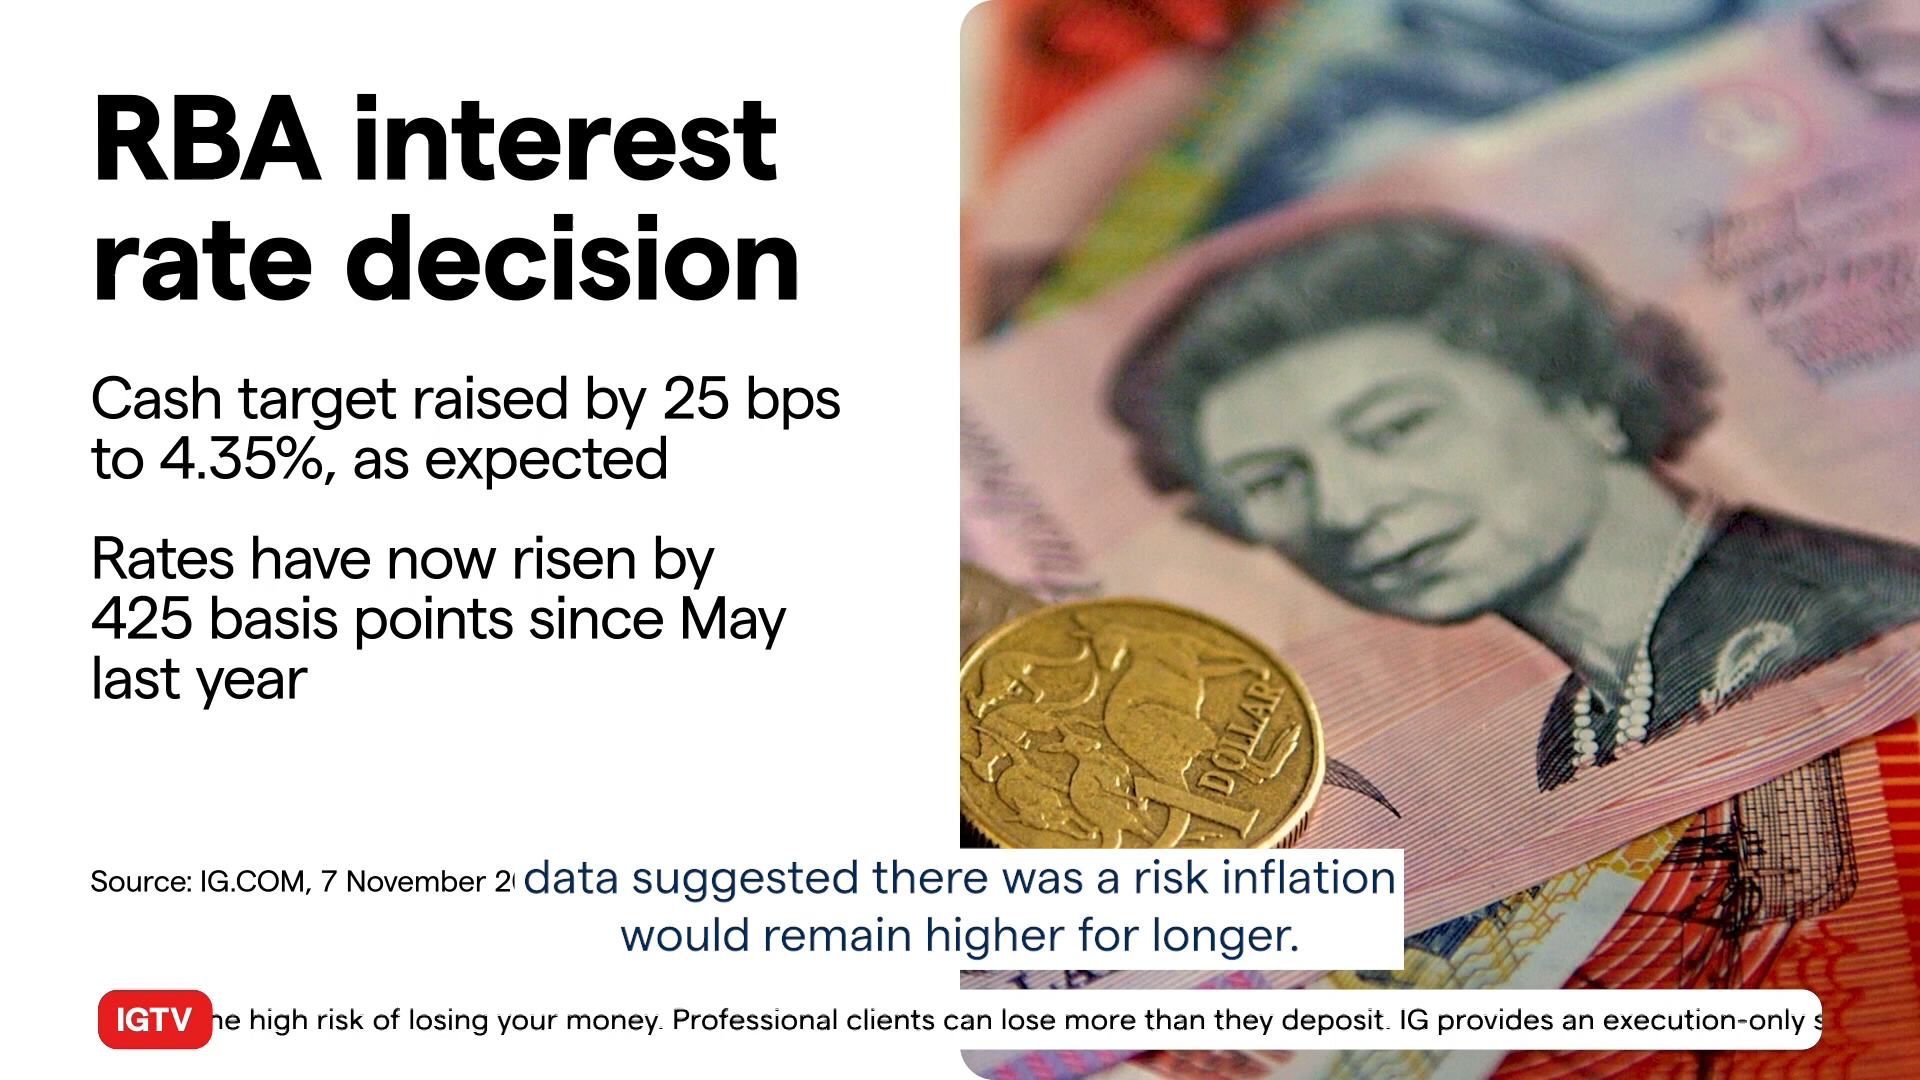 RBA interest
rate decision
Cash target raised by 25 bps
to 4.35%, as expected
Rates have now risen by
425 basis points since May
last year
DOLLAR
1
Source: IG.COM, 7 November
data suggested there was a risk inflation
would remain higher for longer.
IGTV
high risk of losing your money. Professional clients can lose more than they deposit. IG provides an execution-only